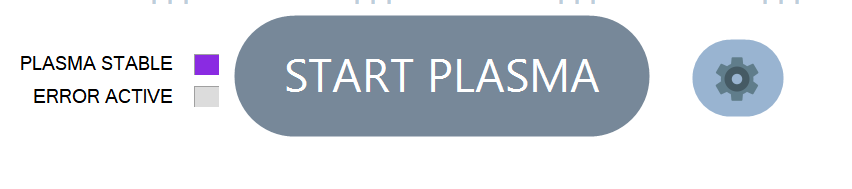 PLASMA STABLE
ERROR ACTIVE
START PLASMA